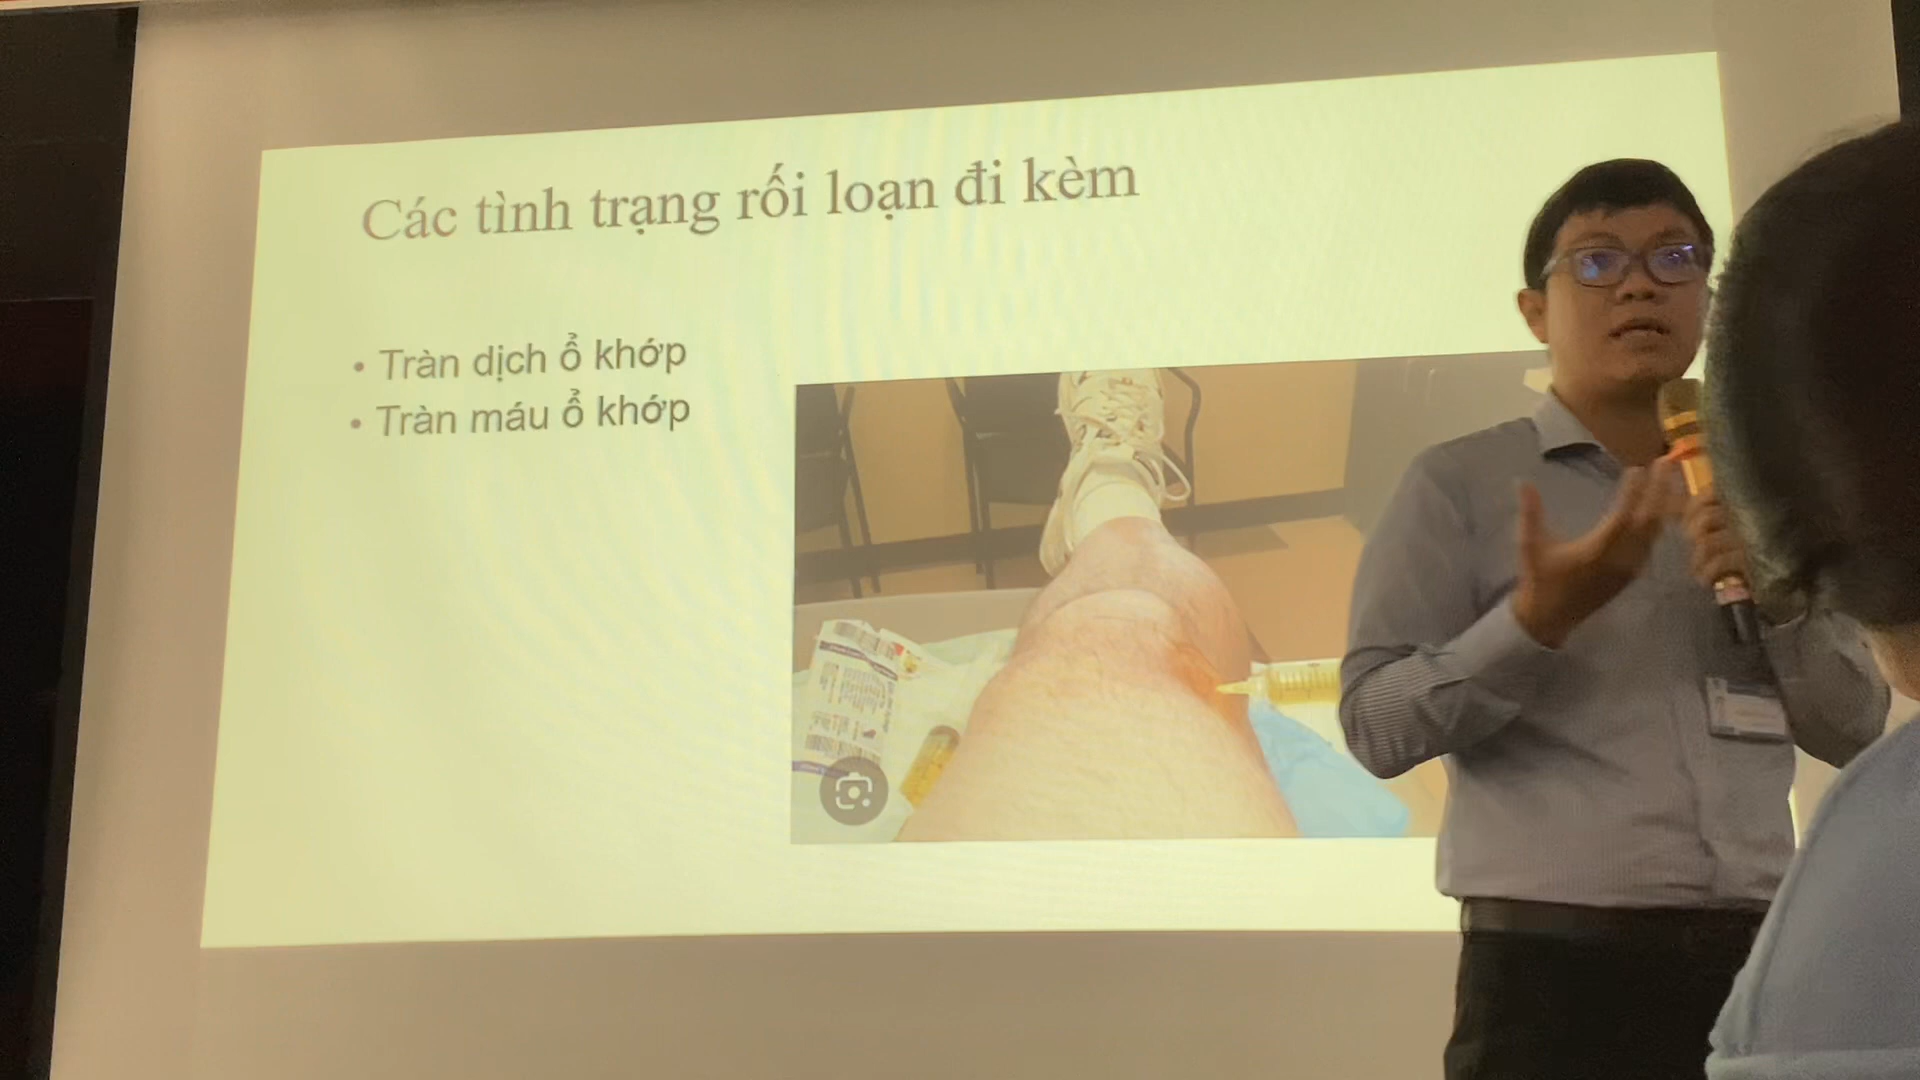 Các tình trạng rối loạn đi kèm
• Tràn dịch ổ khớp
• Tràn máu ổ khớp